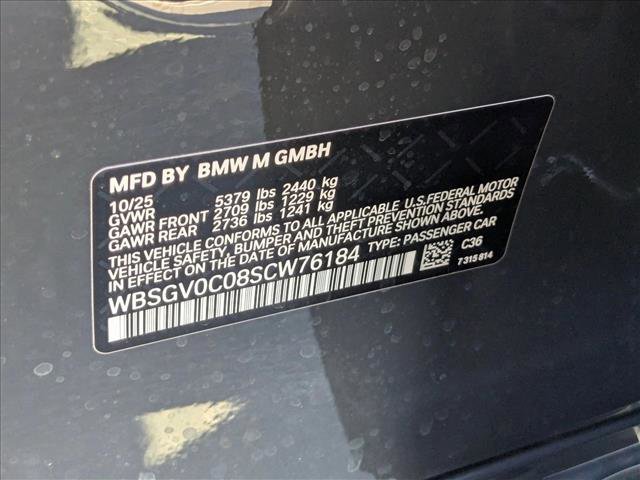 MFD BY BMW M GMBH
10/25
GVWR 5379 lbs 2440 kg
GAWR FRONT 2709 lbs 1229 kg
GAWR REAR 2736 lbs 1241 kg
THIS VEHICLE CONFORMS TO ALL APPLICABLE U.S.FEDERAL MOTOR
VEHICLE SAFETY, BUMPER AND THEFT PREVENTION STANDARDS
IN EFFECT ON THE DATE OF MANUFACTURE SHOWN ABOVE.
WBSGV0C08SCW76184 TYPE: PASSENGER CAR
C36
7315814